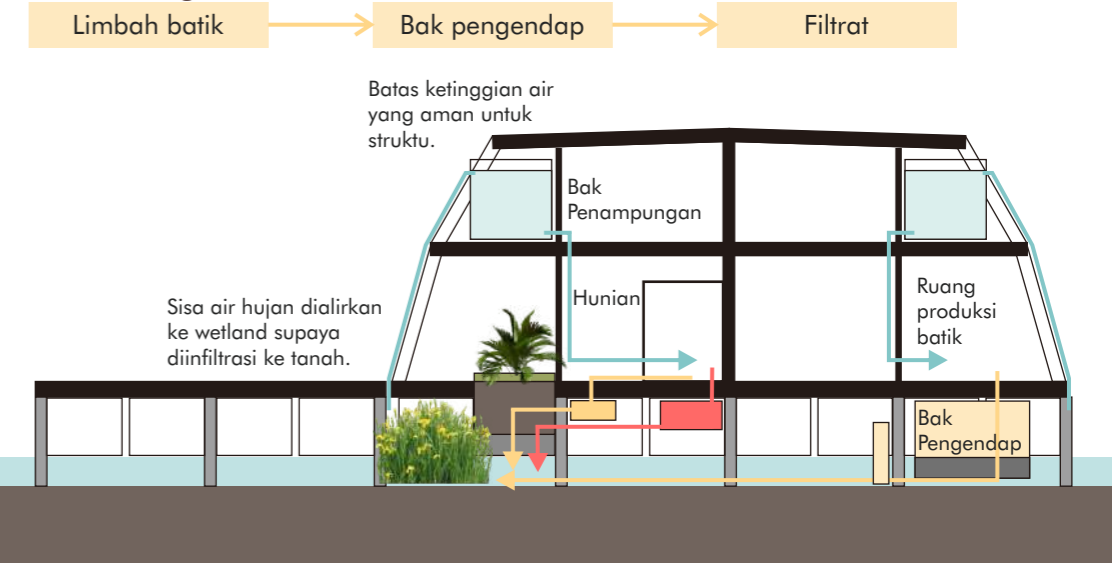 Limbah batik
Bak pengendap
Filtrat
Batas ketinggian air
yang aman untuk
struktu.
Bak
Penampungan
Hunian
Ruang
produksi
batik
Sisa air hujan dialirkan
ke wetland supaya
diinfiltrasi ke tanah.
Bak
Pengendap